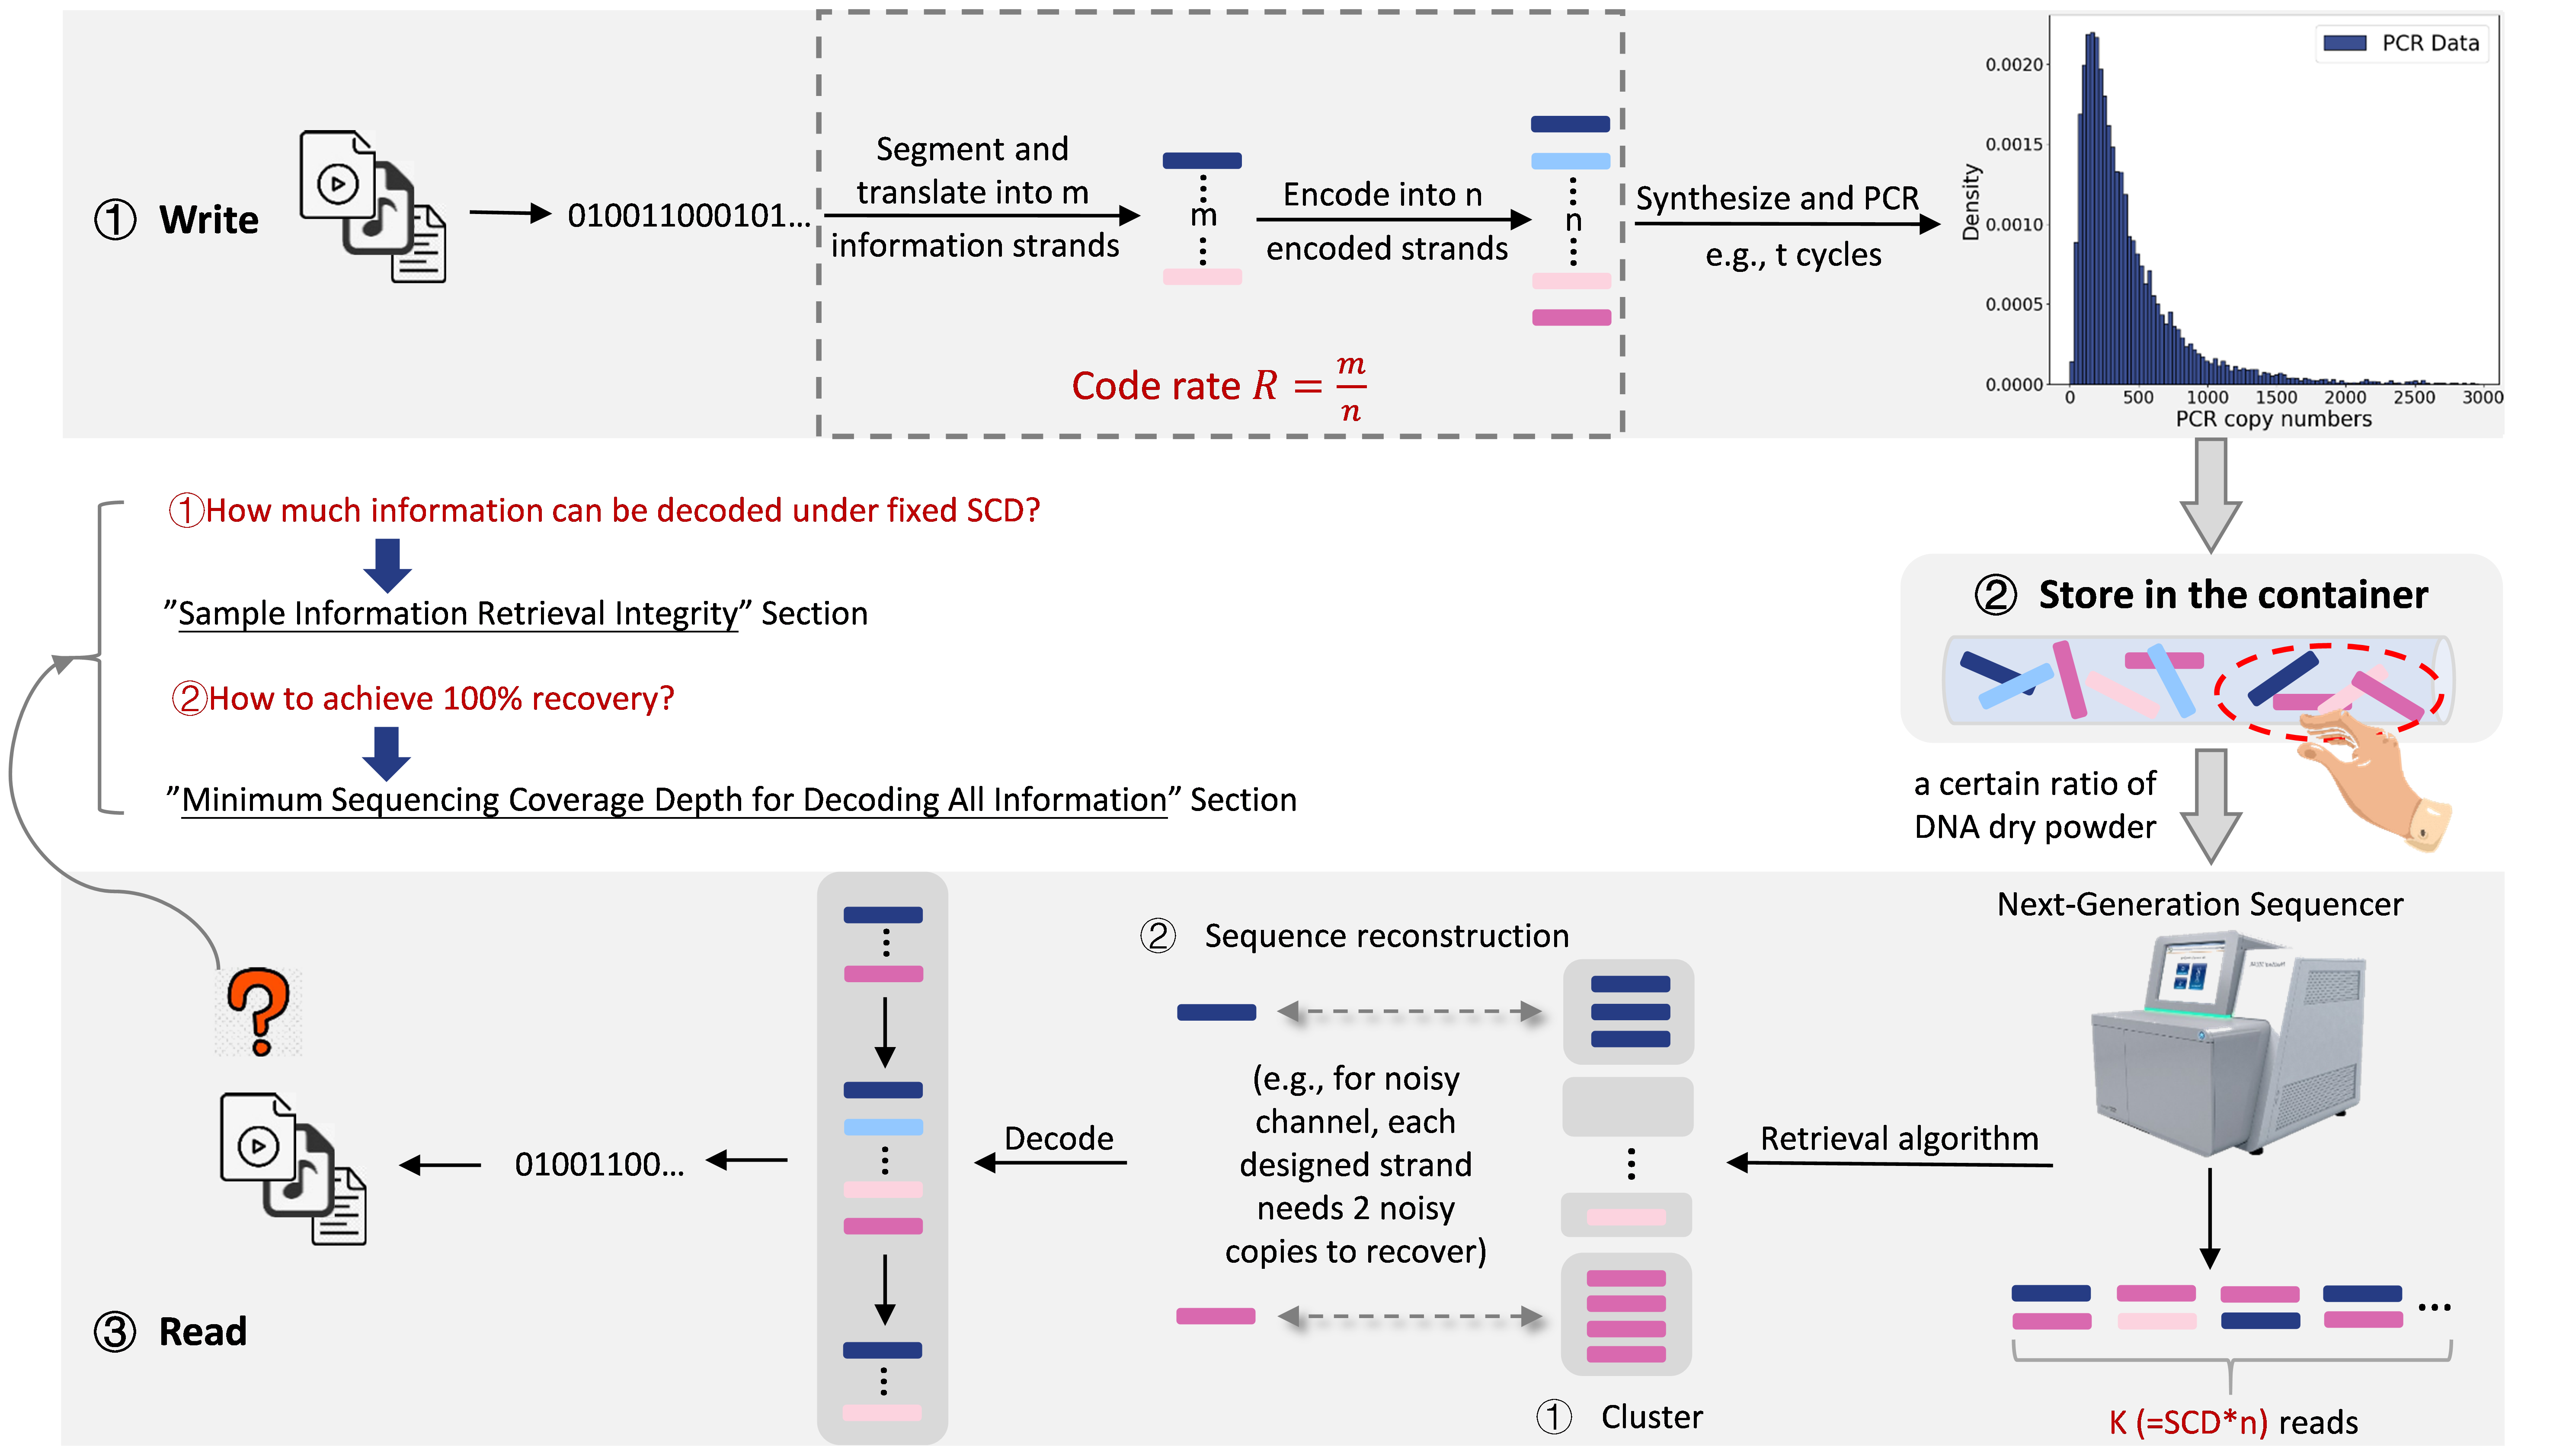 ① Write
010011000101...
Segment and
translate into m
information strands
m
Encode into n
encoded strands
n
Code rate R = m/n
Synthesize and PCR
e.g., t cycles
PCR Data
Density
0.0020
0.0015
0.0010
0.0005
0.0000
0 500 1000 1500 2000 2500 3000
PCR copy numbers
①How much information can be decoded under fixed SCD?
”Sample Information Retrieval Integrity” Section
②How to achieve 100% recovery?
”Minimum Sequencing Coverage Depth for Decoding All Information” Section
② Store in the container
a certain ratio of
DNA dry powder
Next-Generation Sequencer
K (=SCD*n) reads
Retrieval algorithm
② Sequence reconstruction
(e.g., for noisy
channel, each
designed strand
needs 2 noisy
copies to recover)
① Cluster
Decode
01001100...
③ Read